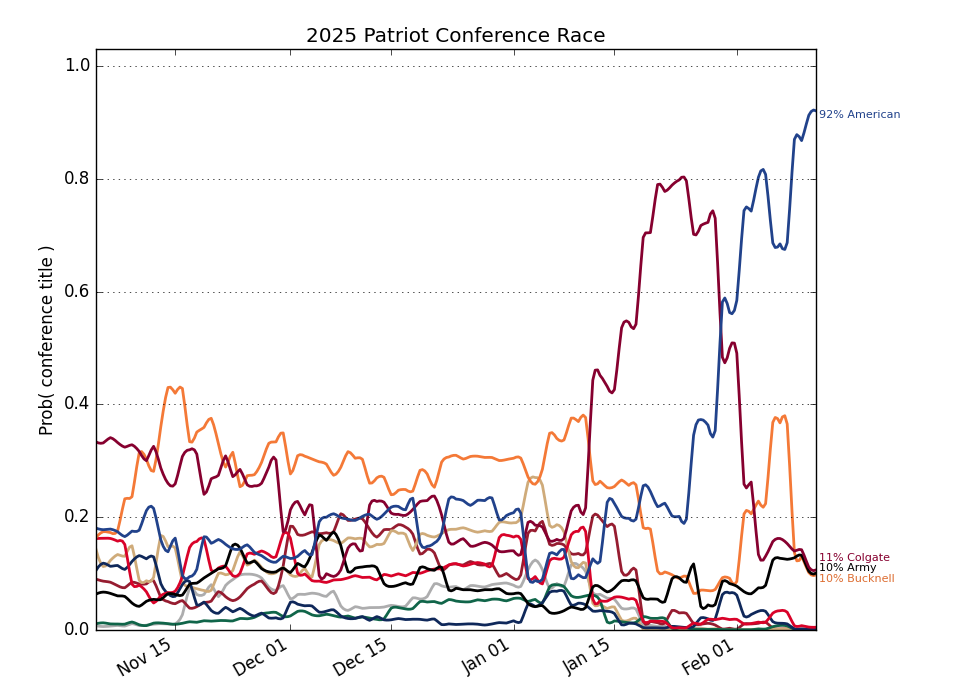 2025 Patriot Conference Race
Prob( conference title )
1.0
0.8
0.6
0.4
0.2
0.0
Nov 15
Dec 01
Dec 15
Jan 01
Jan 15
Feb 01
92% American
11% Colgate
10% Army
10% Bucknell